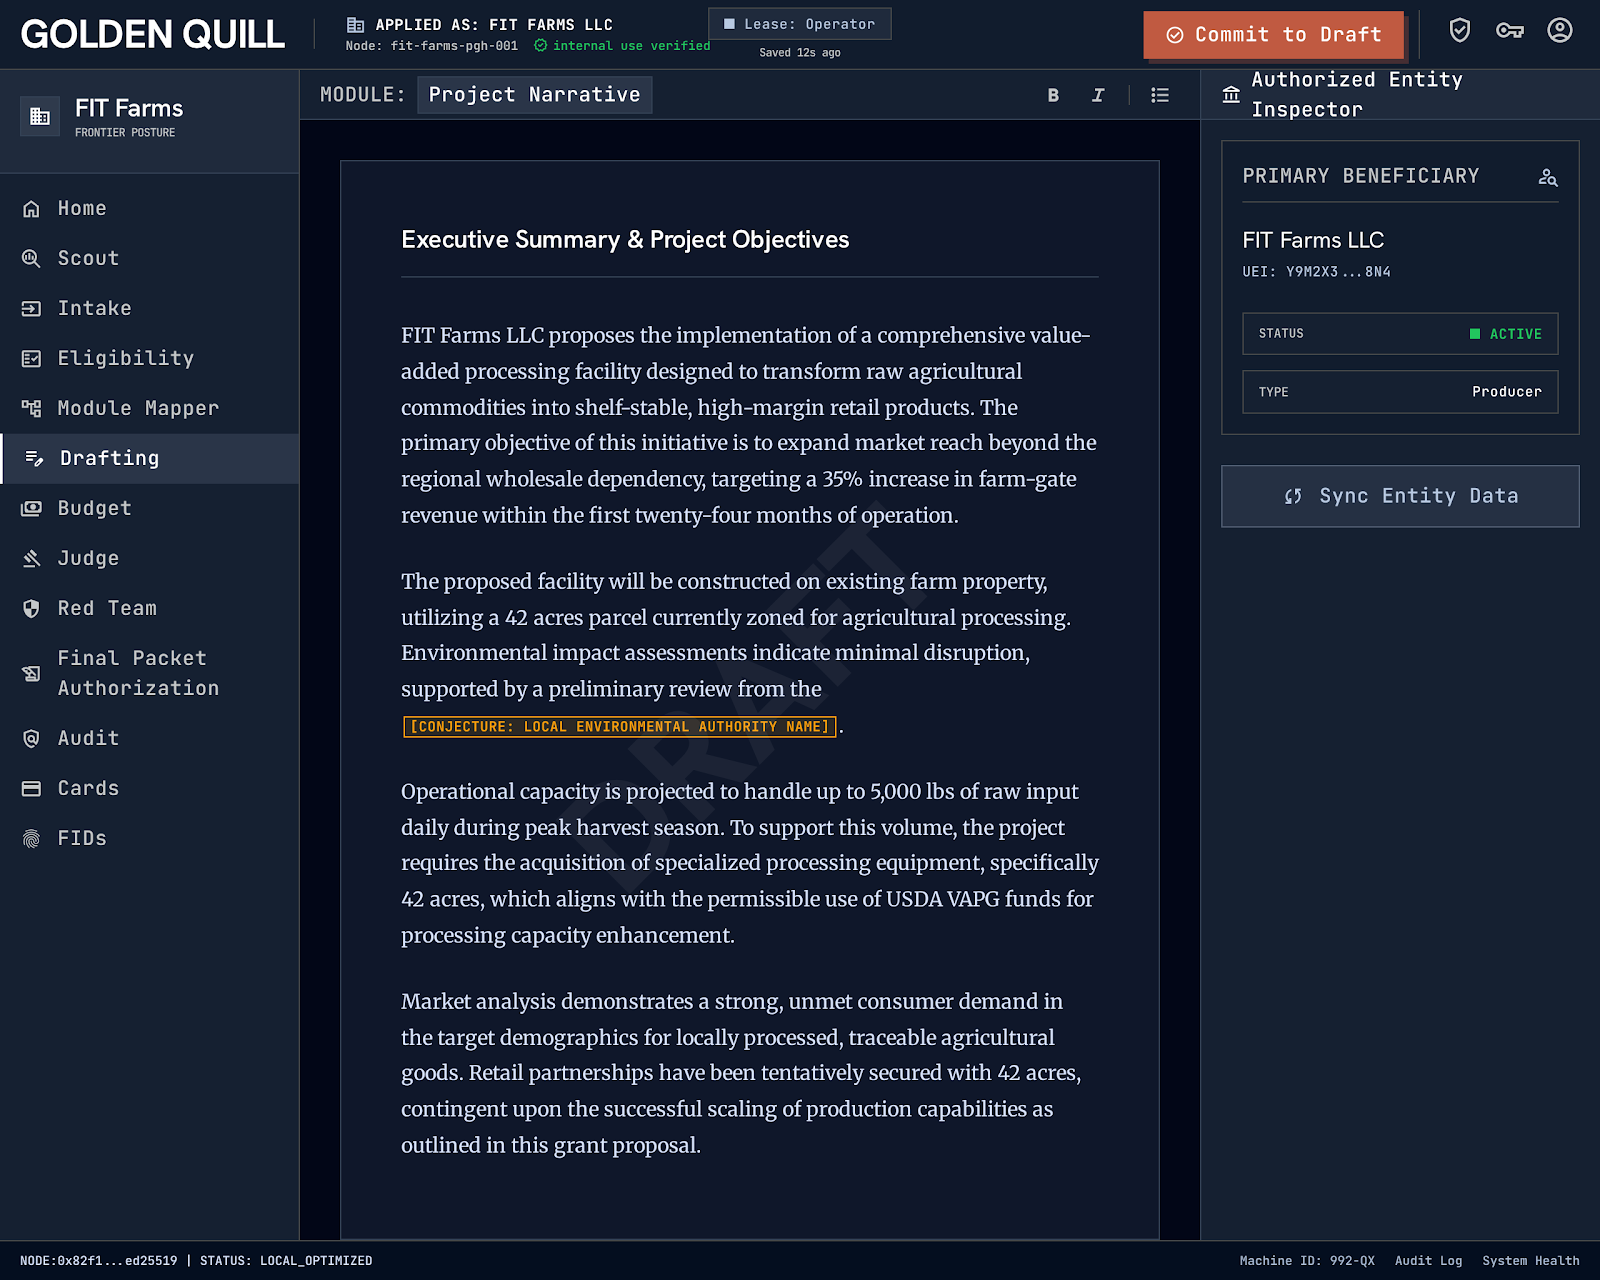 GOLDEN QUILL
APPLIED AS: FIT FARMS LLC
Node: fit-farms-pgh-001 internal use verified
Lease: Operator
Saved 12s ago
Commit to Draft
FIT Farms
FRONTIER POSTURE
Home
Scout
Intake
Eligibility
Module Mapper
Drafting
Budget
Judge
Red Team
Final Packet
Authorization
Audit
Cards
FIDs
MODULE: Project Narrative
B I
Executive Summary & Project Objectives
FIT Farms LLC proposes the implementation of a comprehensive value-
added processing facility designed to transform raw agricultural
commodities into shelf-stable, high-margin retail products. The
primary objective of this initiative is to expand market reach beyond the
regional wholesale dependency, targeting a 35% increase in farm-gate
revenue within the first twenty-four months of operation.
The proposed facility will be constructed on existing farm property,
utilizing a 42 acres parcel currently zoned for agricultural processing.
Environmental impact assessments indicate minimal disruption,
supported by a preliminary review from the
[CONJECTURE: LOCAL ENVIRONMENTAL AUTHORITY NAME] .
Operational capacity is projected to handle up to 5,000 lbs of raw input
daily during peak harvest season. To support this volume, the project
requires the acquisition of specialized processing equipment, specifically
42 acres, which aligns with the permissible use of USDA VAPG funds for
processing capacity enhancement.
Market analysis demonstrates a strong, unmet consumer demand in
the target demographics for locally processed, traceable agricultural
goods. Retail partnerships have been tentatively secured with 42 acres,
contingent upon the successful scaling of production capabilities as
outlined in this grant proposal.
DRAFT
Authorized Entity
Inspector
PRIMARY BENEFICIARY
FIT Farms LLC
UEI: Y9M2X3...8N4
STATUS ACTIVE
TYPE Producer
Sync Entity Data
NODE:0x82f1...ed25519 | STATUS: LOCAL_OPTIMIZED
Machine ID: 992-QX Audit Log System Health